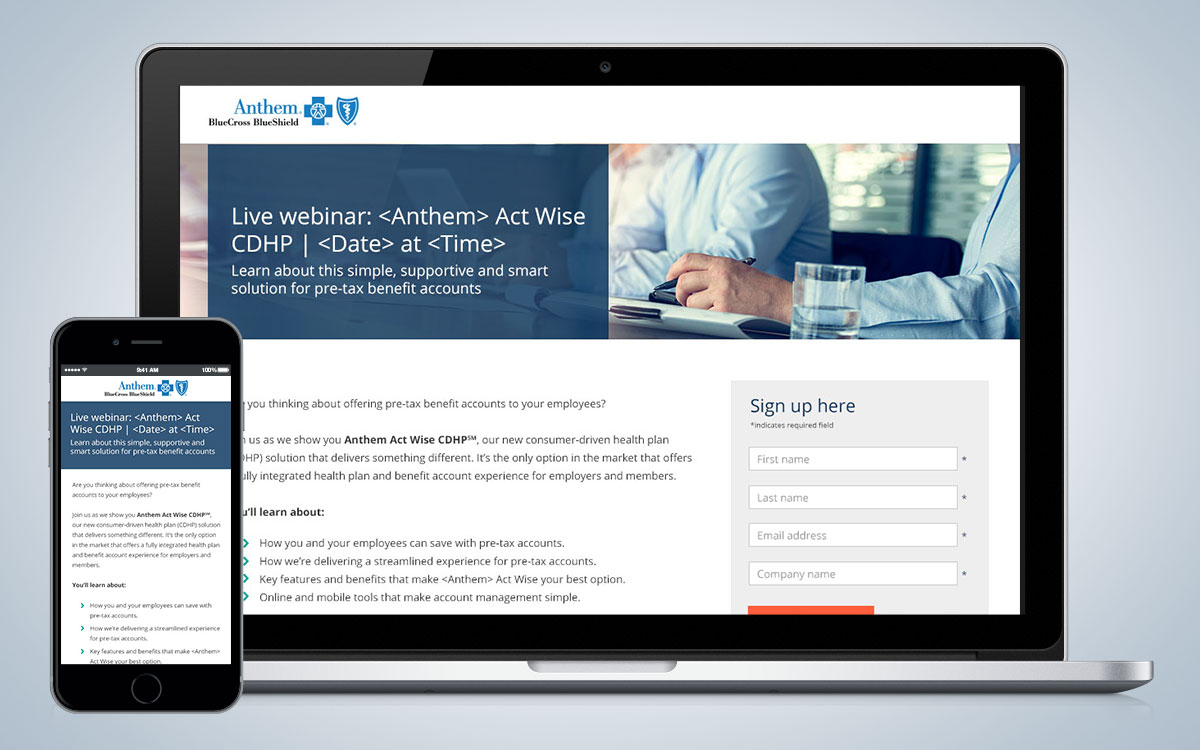 Anthem®
BlueCross BlueShield
Live webinar: <Anthem> Act Wise
CDHP | <Date> at <Time>
Learn about this simple, supportive and smart
solution for pre-tax benefit accounts
you thinking about offering pre-tax benefit accounts to your employees?
us as we show you Anthem Act Wise CDHP℠, our new consumer-driven health plan
HP) solution that delivers something different. It’s the only option in the market that offers
ully integrated health plan and benefit account experience for employers and members.
u’ll learn about:
How you and your employees can save with pre-tax accounts.
How we’re delivering a streamlined experience for pre-tax accounts.
Key features and benefits that make <Anthem> Act Wise your best option.
Online and mobile tools that make account management simple.
Sign up here
*indicates required field
First name *
Last name *
Email address *
Company name *
9:41 AM 100%
Anthem®
BlueCross BlueShield
Live webinar: <Anthem> Act
Wise CDHP | <Date> at <Time>
Learn about this simple, supportive and
smart solution for pre-tax benefit accounts
Are you thinking about offering pre-tax benefit
accounts to your employees?
Join us as we show you Anthem Act Wise CDHP℠,
our new consumer-driven health plan (CDHP) solution
that delivers something different. It’s the only option
in the market that offers a fully integrated health plan
and benefit account experience for employers and
members.
You’ll learn about:
How you and your employees can save with
pre-tax accounts.
How we’re delivering a streamlined experience
for pre-tax accounts.
Key features and benefits that make <Anthem>
Act Wise your best option.